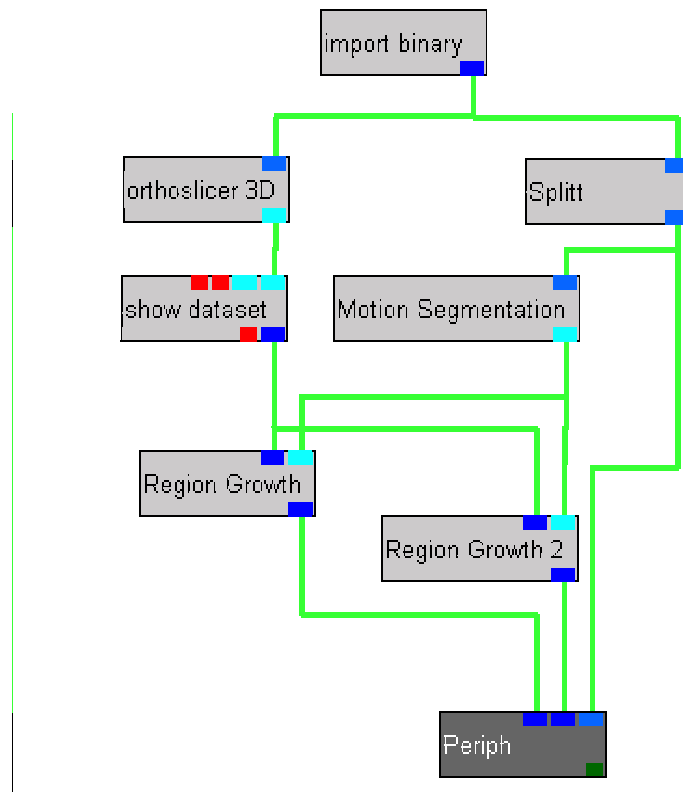 import binary
orthoslicer 3D
Splitt
show dataset
Motion Segmentation
Region Growth
Region Growth 2
Periph